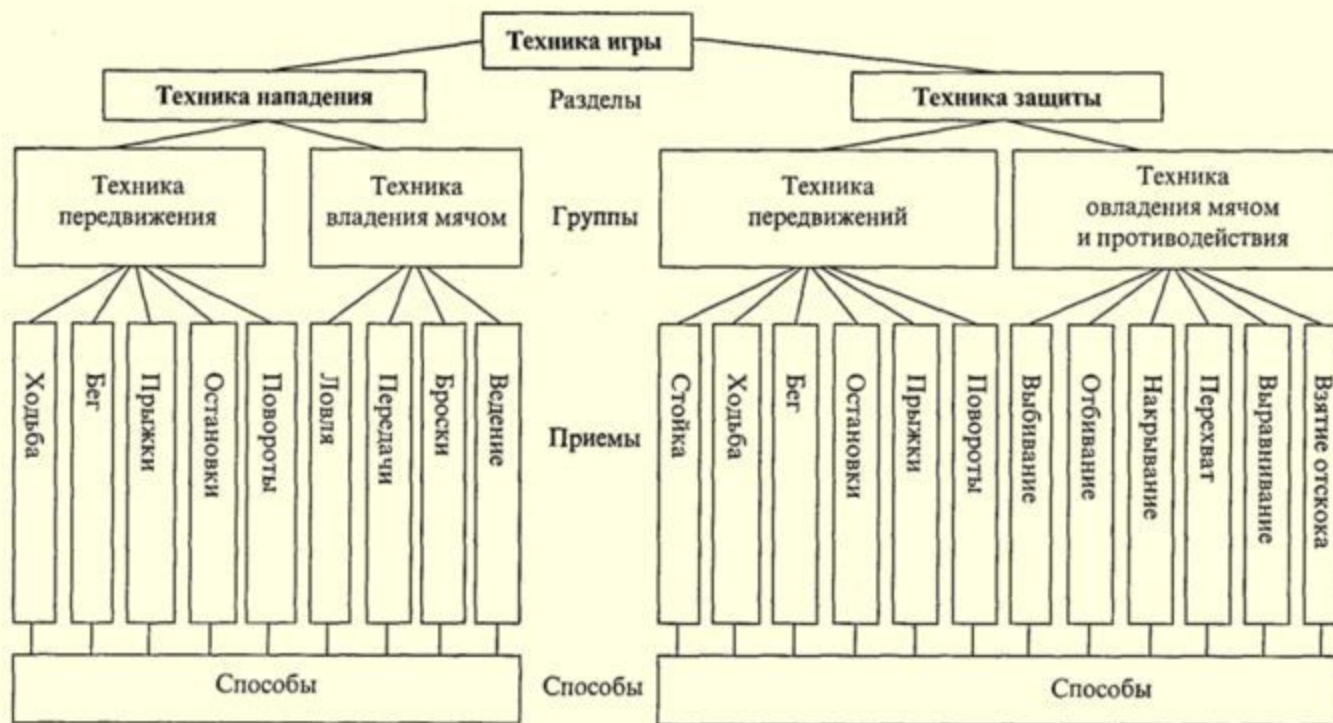 Техника игры
Техника нападения
Разделы
Техника защиты
Техника
передвижения
Техника
владения мячом
Группы
Техника
передвижений
Техника
овладения мячом
и противодействия
Ходьба
Бег
Прыжки
Остановки
Повороты
Ловля
Передачи
Броски
Ведение
Приемы
Стойка
Ходьба
Бег
Остановки
Прыжки
Повороты
Выбивание
Отбивание
Накрывание
Перехват
Выравнивание
Взятие отскока
Способы
Способы
Способы